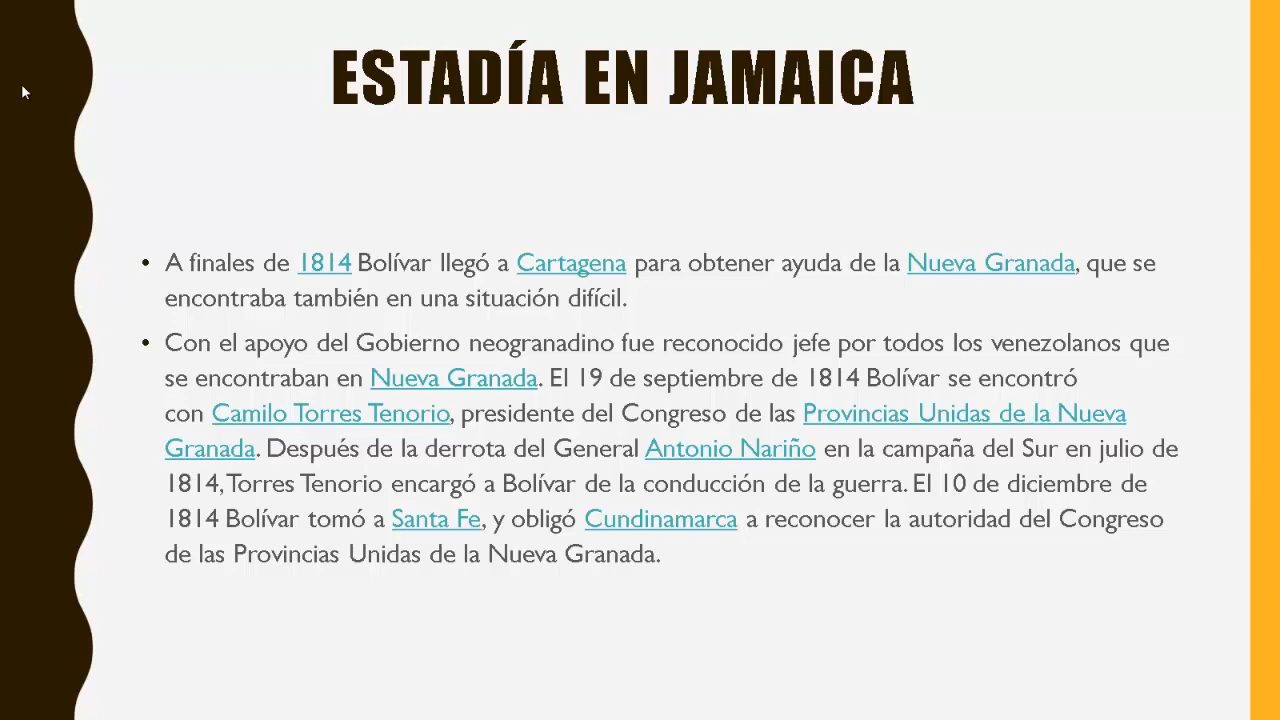 ESTADÍA EN JAMAICA
• A finales de 1814 Bolívar llegó a Cartagena para obtener ayuda de la Nueva Granada, que se
encontraba también en una situación difícil.
• Con el apoyo del Gobierno neogranadino fue reconocido jefe por todos los venezolanos que
se encontraban en Nueva Granada. El 19 de septiembre de 1814 Bolívar se encontró
con Camilo Torres Tenorio, presidente del Congreso de las Provincias Unidas de la Nueva
Granada. Después de la derrota del General Antonio Nariño en la campaña del Sur en julio de
1814, Torres Tenorio encargó a Bolívar de la conducción de la guerra. El 10 de diciembre de
1814 Bolívar tomó a Santa Fe, y obligó Cundinamarca a reconocer la autoridad del Congreso
de las Provincias Unidas de la Nueva Granada.